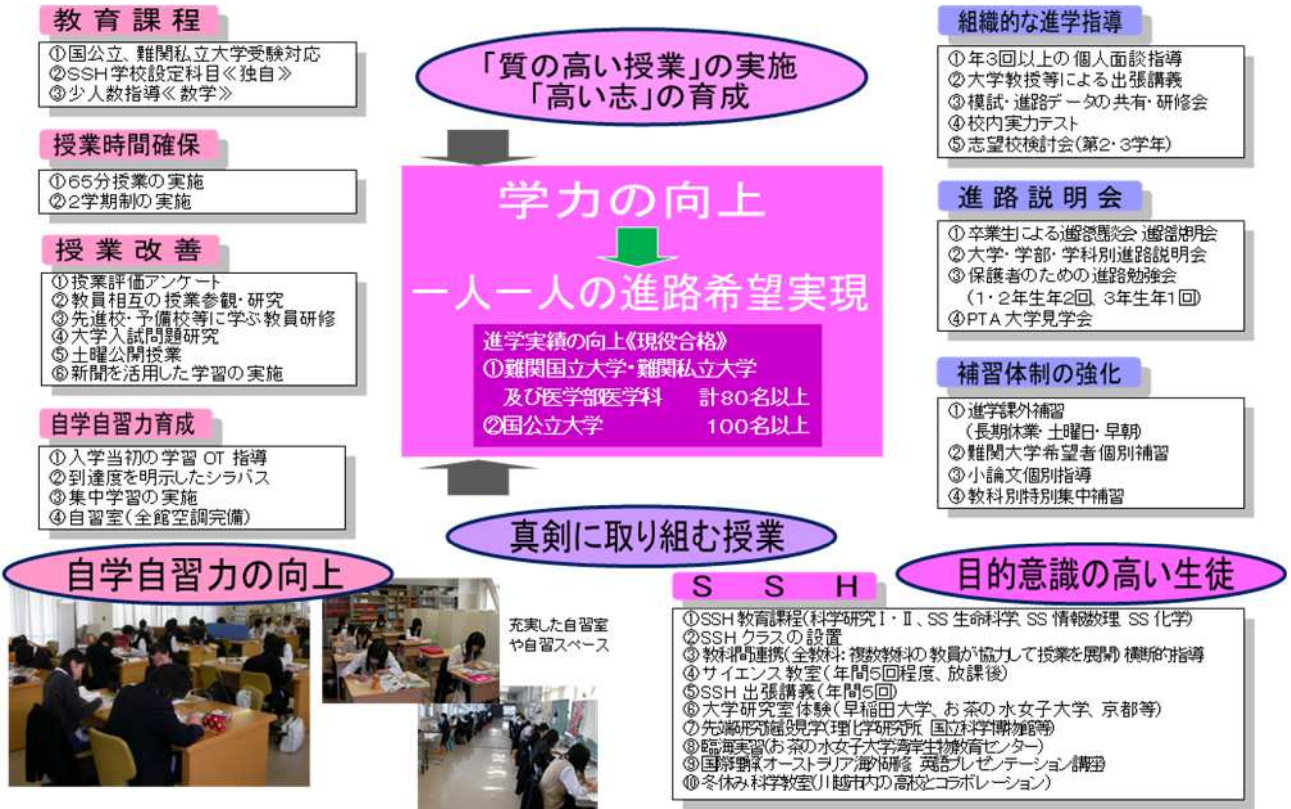 教育課程
①国公立、難関私立大学受験対応
②SSH学校設定科目≪独自≫
③少人数指導≪数学≫
授業時間確保
①65分授業の実施
②2学期制の実施
授業改善
①授業評価アンケート
②教員相互の授業参観・研究
③先進校・予備校等に学ぶ教員研修
④大学入試問題研究
⑤土曜公開授業
⑥新聞を活用した学習の実施
自学自習力育成
①入学当初の学習 OT 指導
②到達度を明示したシラバス
③集中学習の実施
④自習室(全館空調完備)
自学自習力の向上
「質の高い授業」の実施
「高い志」の育成
学力の向上
一人一人の進路希望実現
進学実績の向上≪現役合格≫
①難関国立大学・難関私立大学
及び医学部医学科 計80名以上
②国公立大学 100名以上
真剣に取り組む授業
充実した自習室
や自習スペース
組織的な進学指導
①年3回以上の個人面談指導
②大学教授等による出張講義
③模試・進路データの共有・研修会
④校内実力テスト
⑤志望校検討会(第2・3学年)
進路説明会
①卒業生による進路懇談会 進路説明会
②大学・学部・学科別進路説明会
③保護者のための進路勉強会
(1・2年生年2回、3年生年1回)
④PTA大学見学会
補習体制の強化
①進学課外補習
(長期休業・土曜日・早朝)
②難関大学希望者個別補習
③小論文個別指導
④教科別特別集中補習
目的意識の高い生徒
SSH
①SSH教育課程(科学研究Ⅰ・Ⅱ、SS生命科学、SS情報数理、SS化学)
②SSHクラスの設置
③教科間連携(全教科:複数教科の教員が協力して授業を展開)横断的指導
④サイエンス教室(年間5回程度、放課後)
⑤SSH出張講義(年間5回)
⑥大学研究室体験(早稲田大学、お茶の水女子大学、京都等)
⑦先端研究施設見学(理化学研究所、国立科学博物館等)
⑧臨海実習(お茶の水女子大学湾岸生物教育センター)
⑨国際理解(オーストラリア海外研修、英語プレゼンテーション講座)
⑩冬休み科学教室(川越市内の高校とコラボレーション)